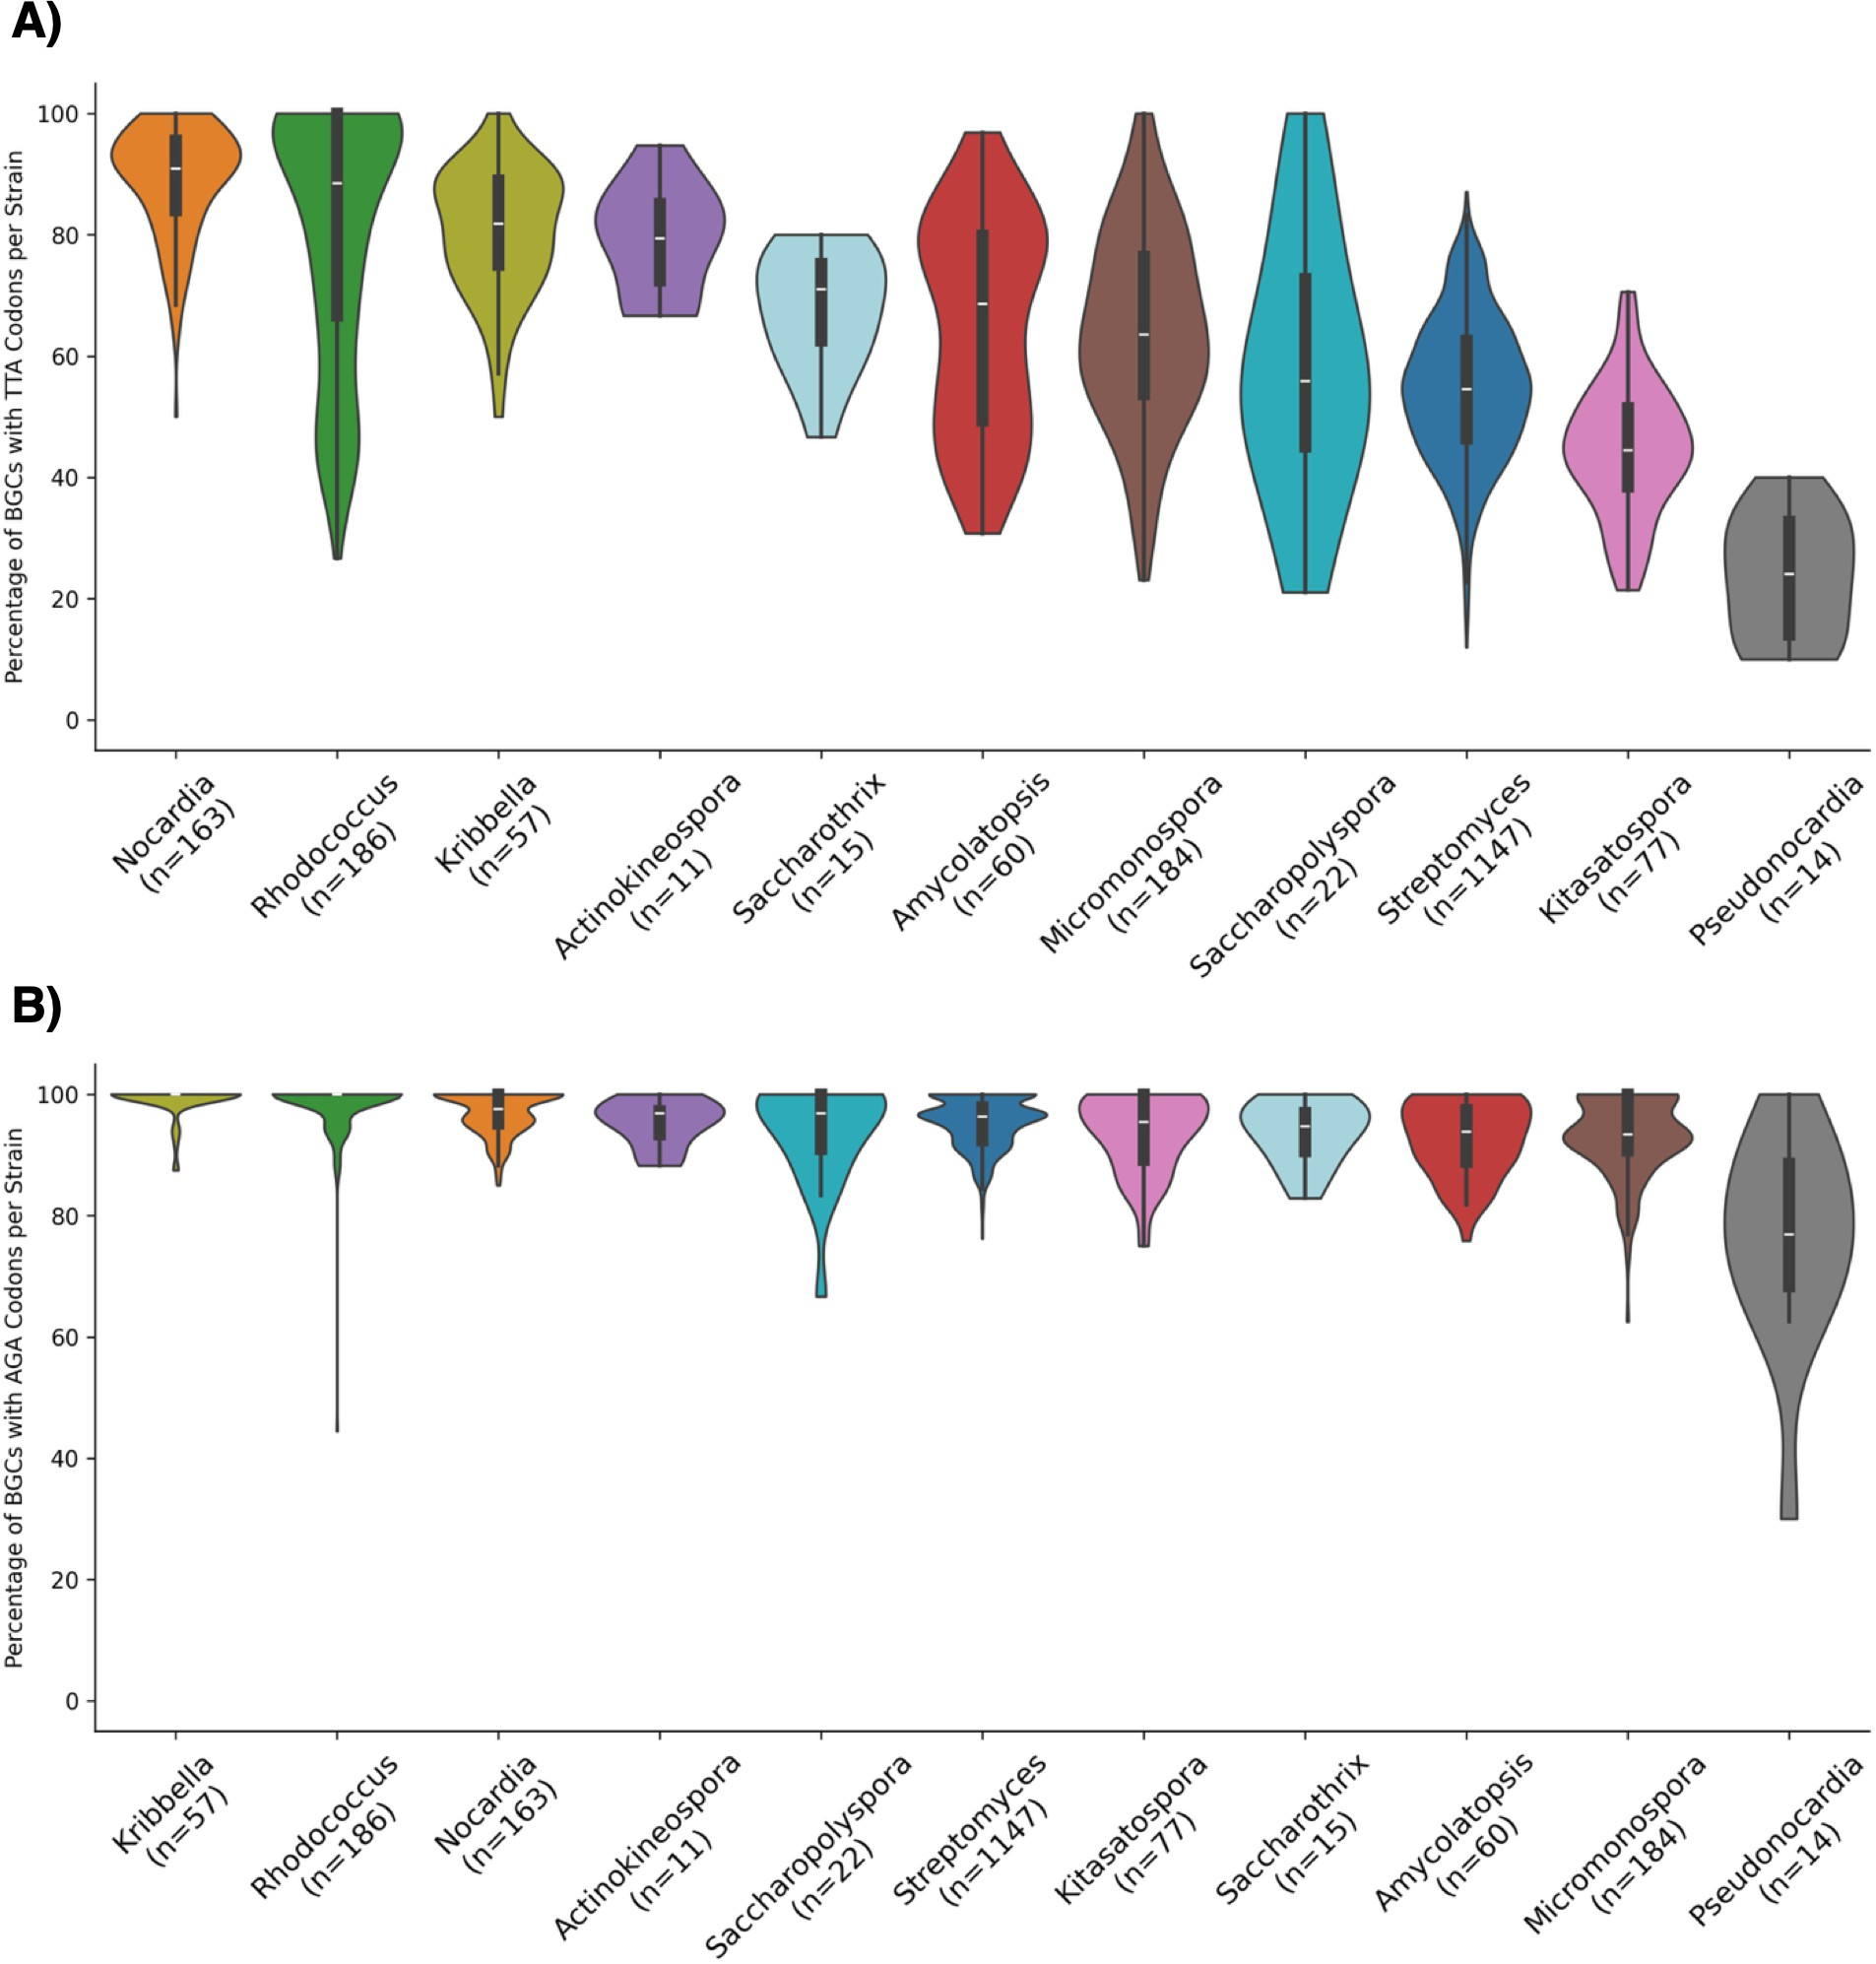 A)
Percentage of BGCs with TTA Codons per Strain
100
80
60
40
20
0
Nocardia
(n=163)
Rhodococcus
(n=186)
Kribbella
(n=57)
Actinokineospora
(n=11)
Saccharothrix
(n=15)
Amycolatopsis
(n=60)
Micromonospora
(n=184)
Saccharopolyspora
(n=22)
Streptomyces
(n=1147)
Kitasatospora
(n=77)
Pseudonocardia
(n=14)
B)
Percentage of BGCs with AGA Codons per Strain
100
80
60
40
20
0
Kribbella
(n=57)
Rhodococcus
(n=186)
Nocardia
(n=163)
Actinokineospora
(n=11)
Saccharopolyspora
(n=22)
Streptomyces
(n=1147)
Kitasatospora
(n=77)
Saccharothrix
(n=15)
Amycolatopsis
(n=60)
Micromonospora
(n=184)
Pseudonocardia
(n=14)